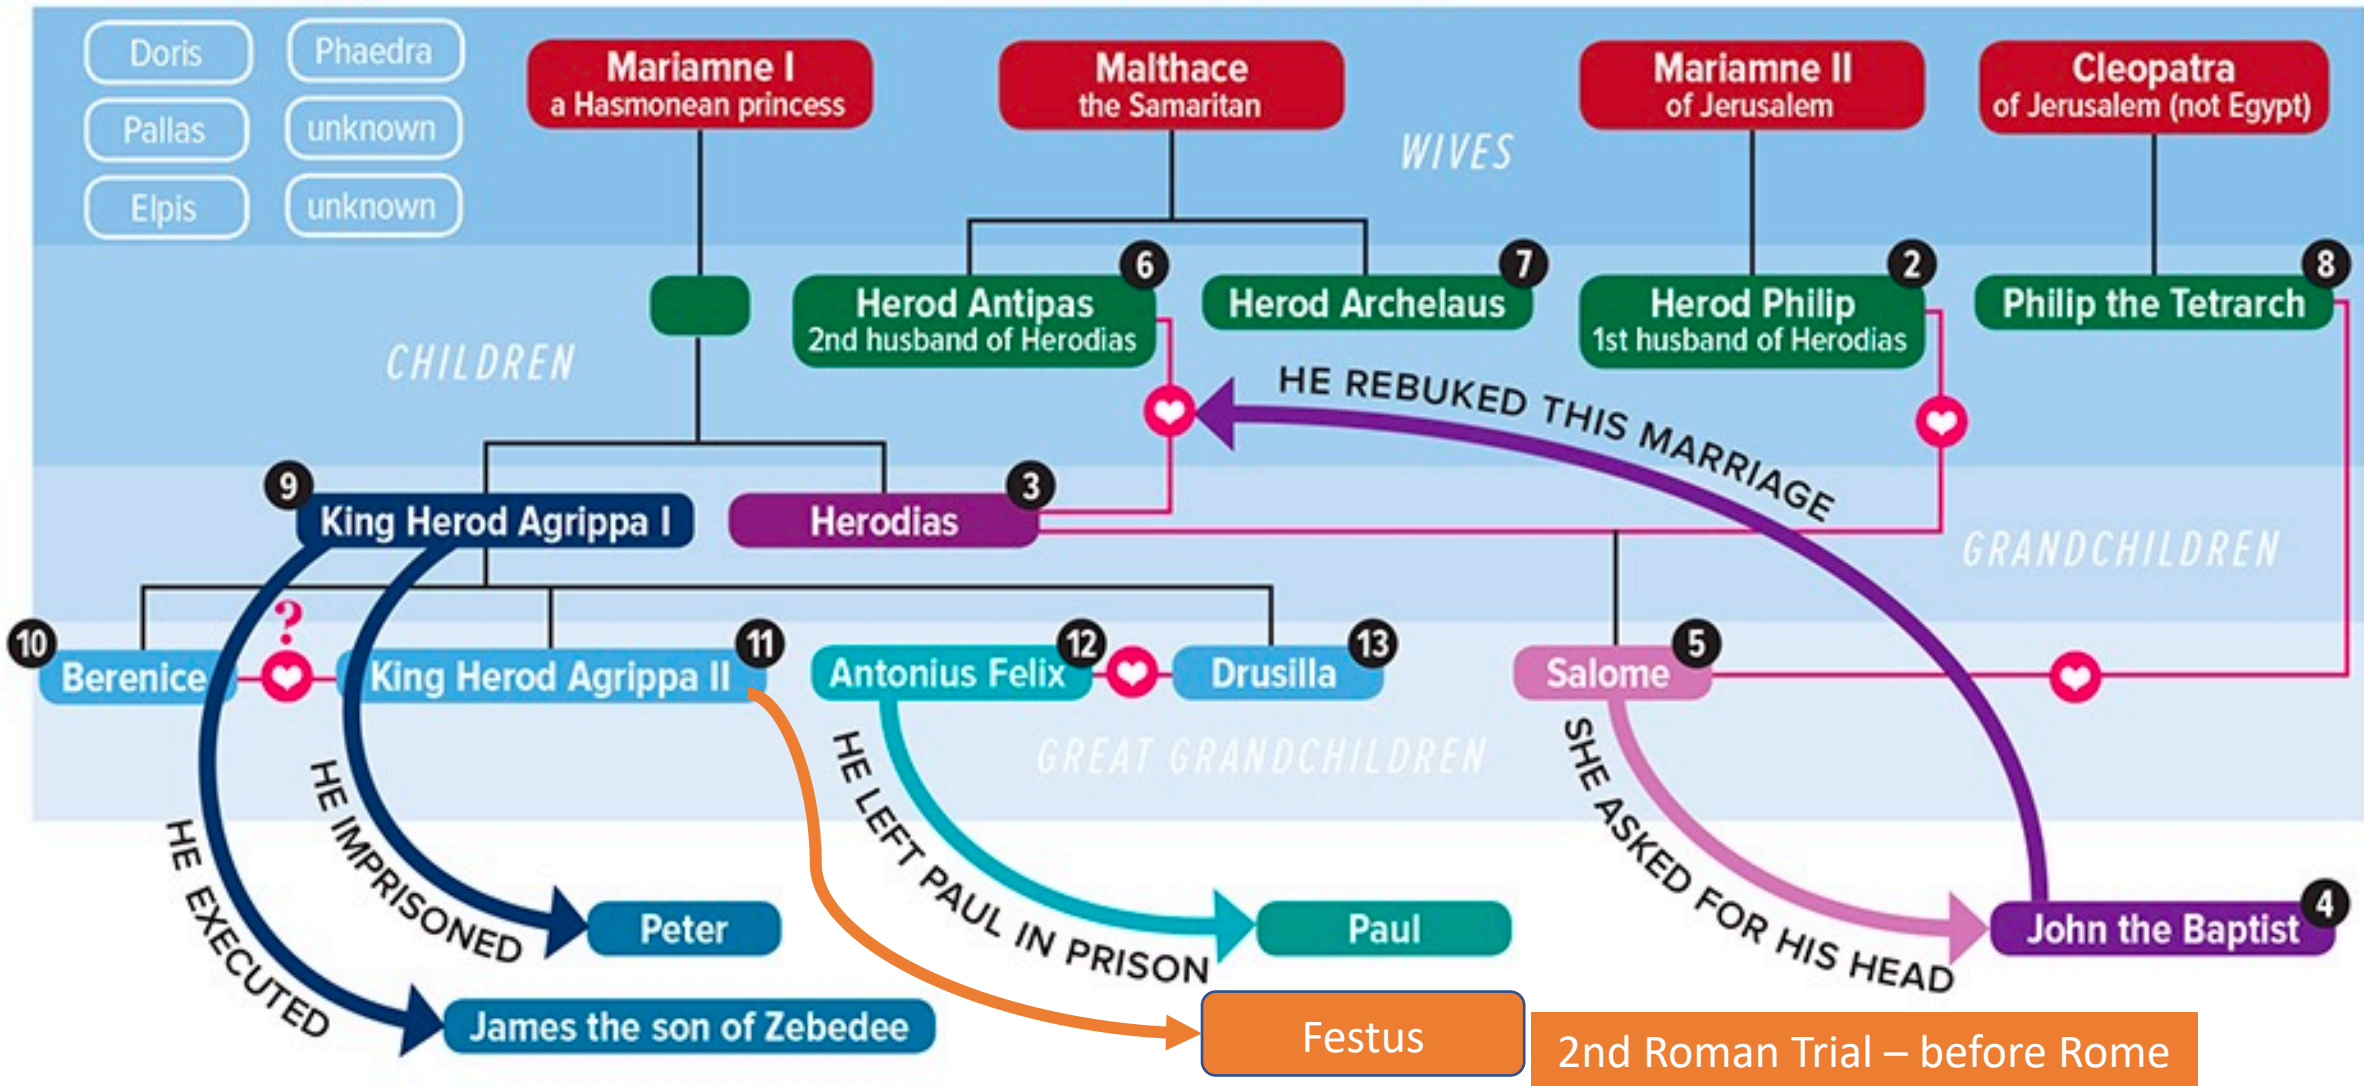 Doris
Phaedra
Pallas
unknown
Elpis
unknown
Mariamne I
a Hasmonean princess
Malthace
the Samaritan
Mariamne II
of Jerusalem
Cleopatra
of Jerusalem (not Egypt)
WIVES
6
7
2
8
Herod Antipas
2nd husband of Herodias
Herod Archelaus
Herod Philip
1st husband of Herodias
Philip the Tetrarch
CHILDREN
HE REBUKED THIS MARRIAGE
9
King Herod Agrippa I
3
Herodias
GRANDCHILDREN
10
Berenice
?
11
King Herod Agrippa II
12
Antonius Felix
13
Drusilla
5
Salome
GREAT GRANDCHILDREN
HE EXECUTED
HE IMPRISONED
HE LEFT PAUL IN PRISON
SHE ASKED FOR HIS HEAD
Peter
Paul
4
John the Baptist
James the son of Zebedee
Festus
2nd Roman Trial – before Rome